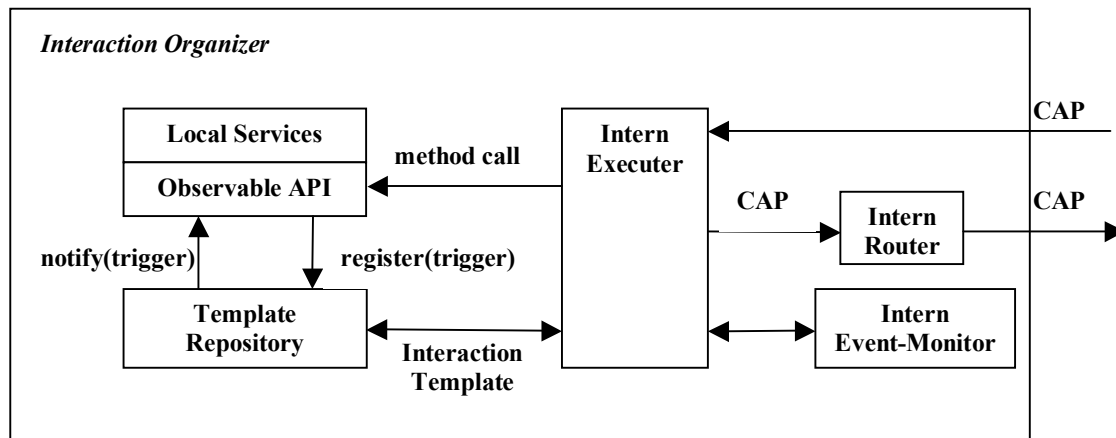 Interaction Organizer
Local Services
Observable API
method call
Intern
Executer
CAP
CAP
Intern
Router
CAP
notify(trigger)
register(trigger)
Template
Repository
Interaction
Template
Intern
Event-Monitor